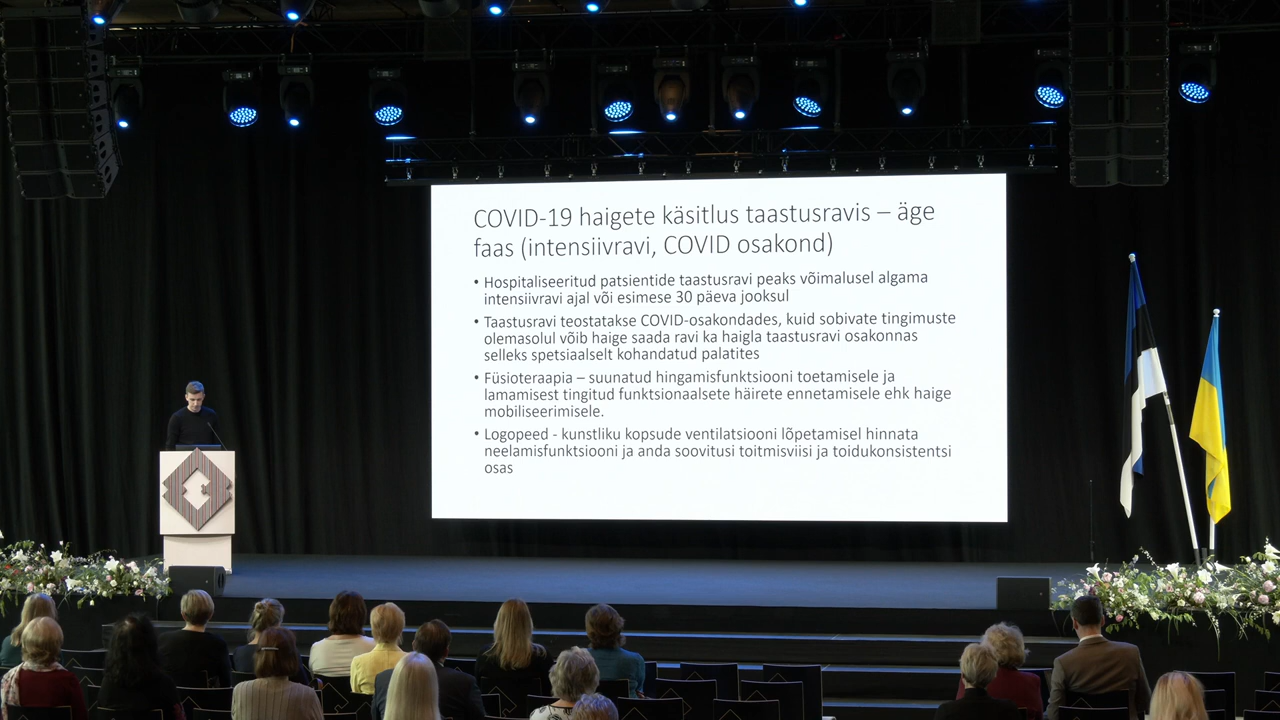 COVID-19 haigete käsitlus taastusravis – äge
faas (intensiivravi, COVID osakond)
• Hospitaliseeritud patsientide taastusravi peaks võimalusel algama
intensiivravi ajal või esimese 30 päeva jooksul
• Taastusravi teostatakse COVID-osakondades, kuid sobivate tingimuste
olemasolul võib haige saada ravi ka haigla taastusravi osakonnas
selleks spetsiaalselt kohandatud palatites
• Füsioteraapia – suunatud hingamisfunktsiooni toetamisele ja
lamamisest tingitud funktsionaalsete häirete ennetamisele ehk haige
mobiliseerimisele.
• Logopeed - kunstliku kopsude ventilatsiooni lõpetamisel hinnata
neelamisfunktsiooni ja anda soovitusi toitmisviisi ja toidukonsistentsi
osas